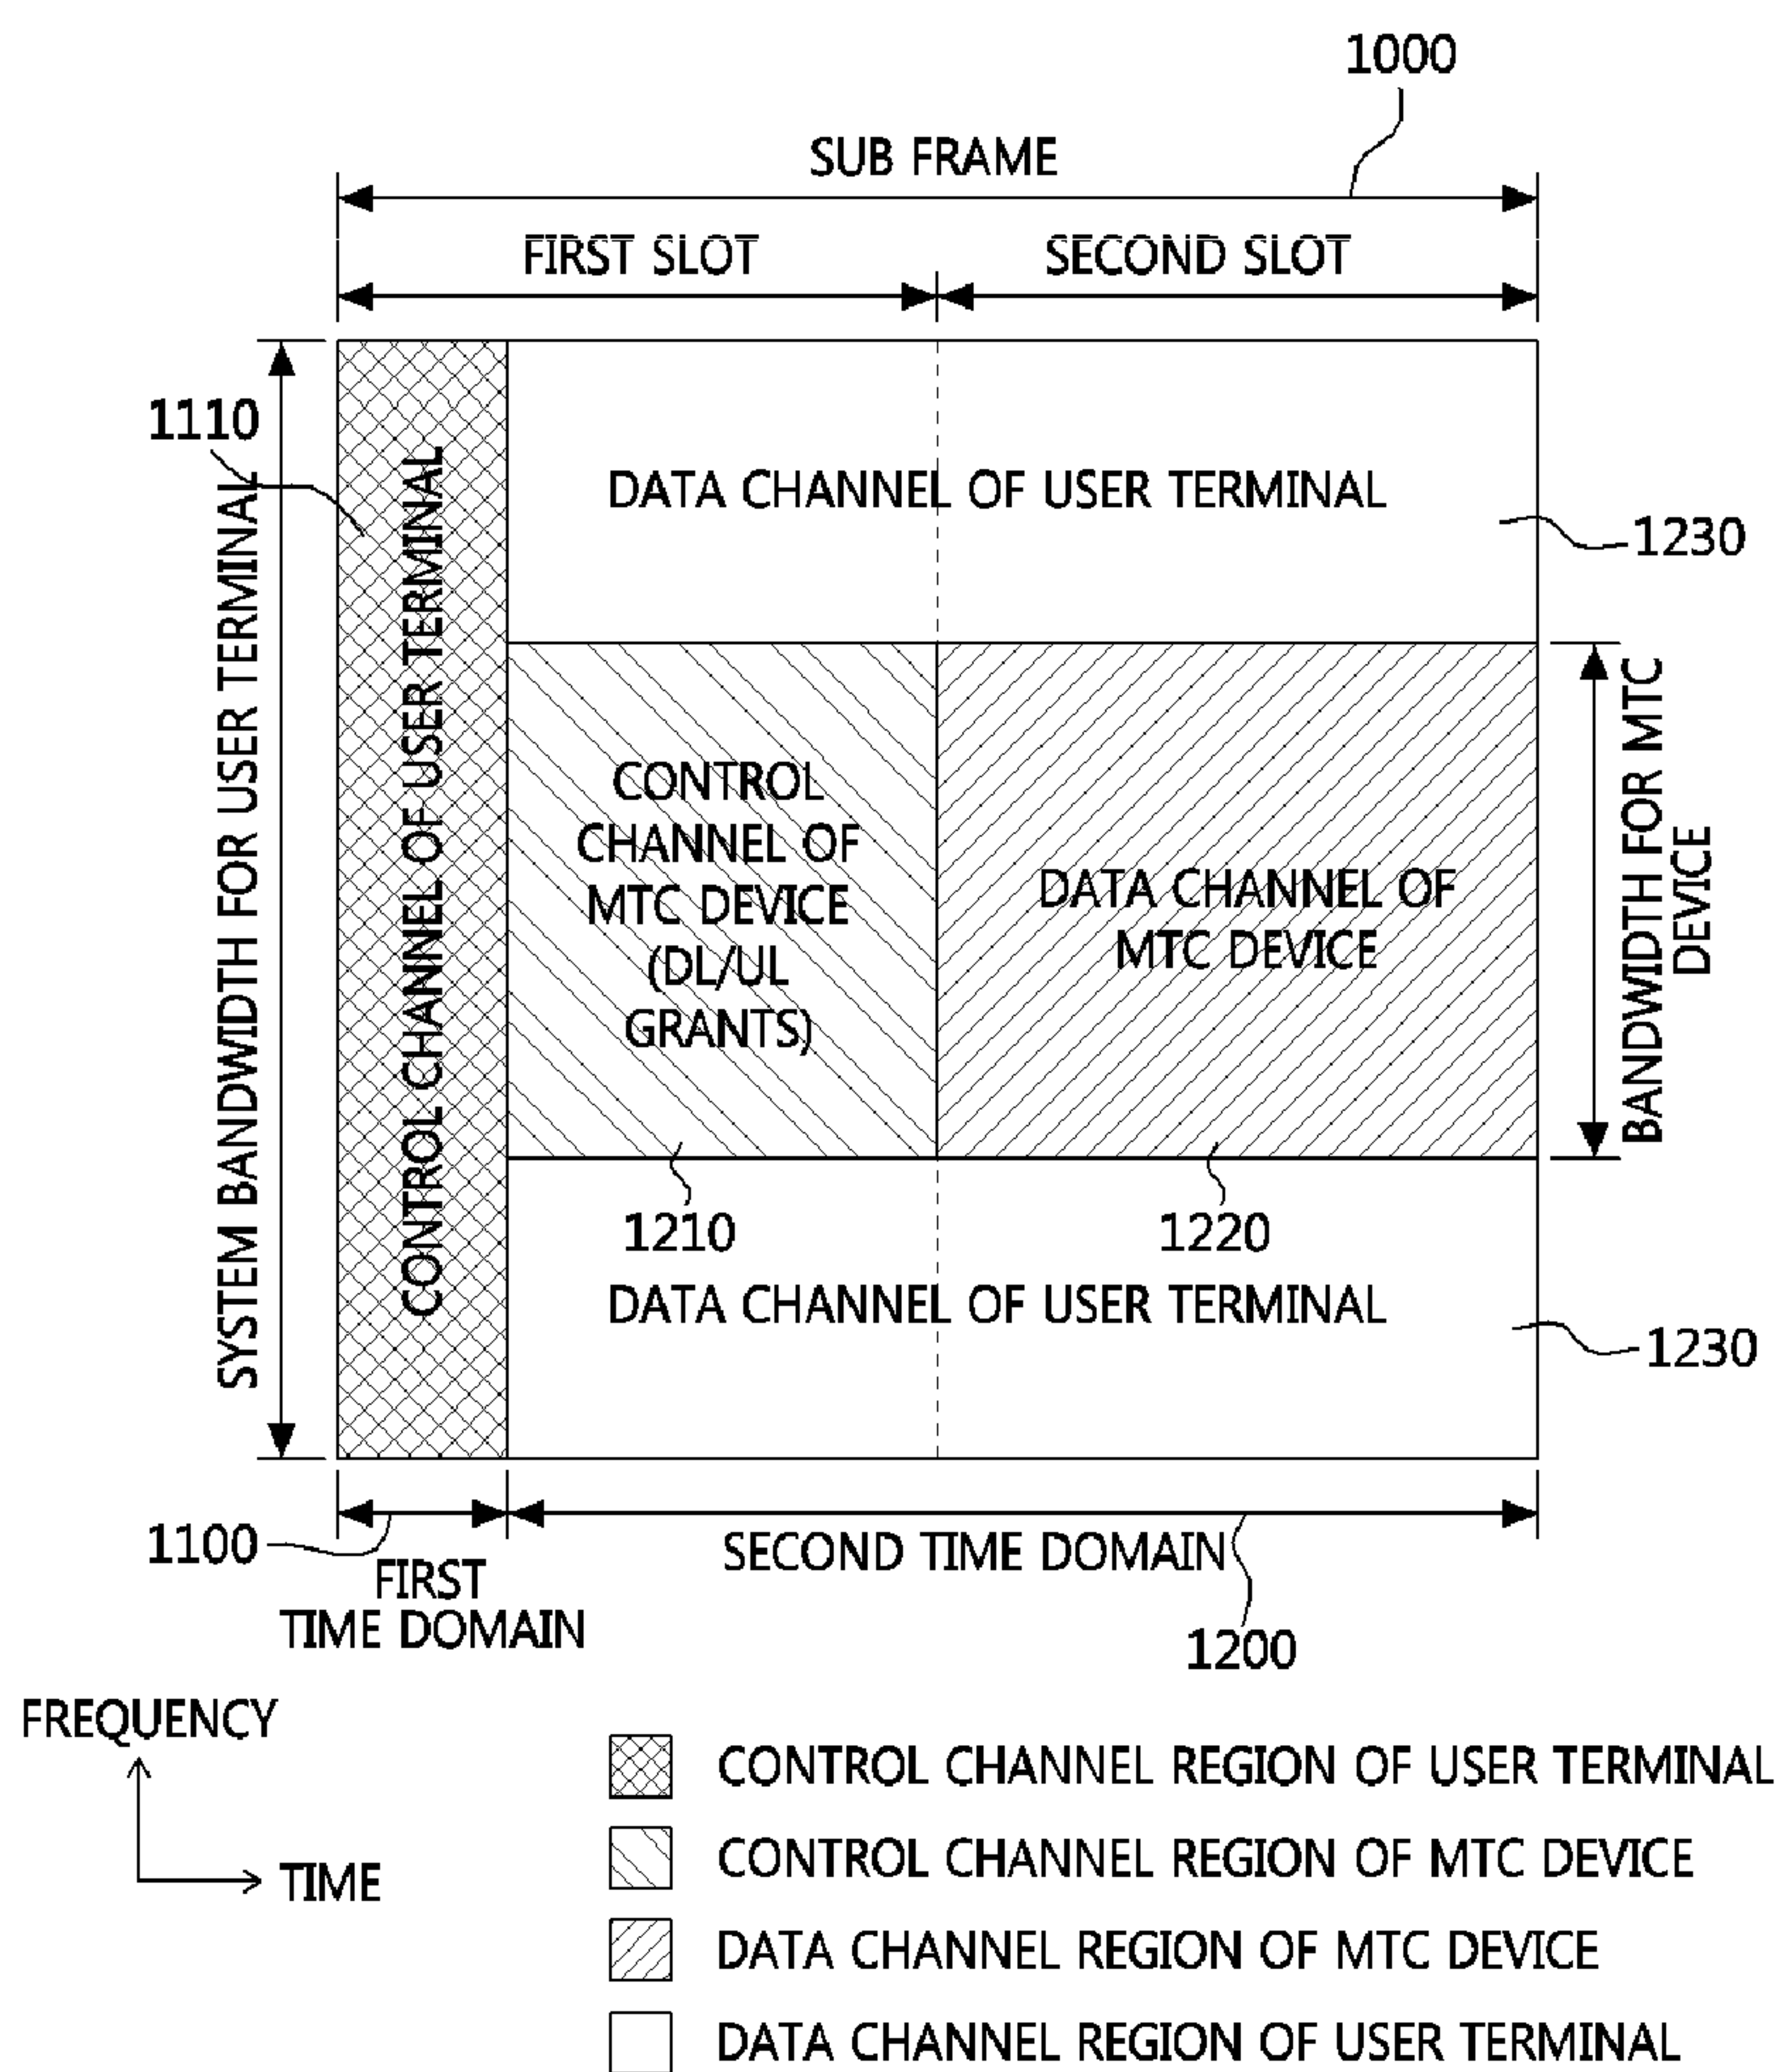 1000
SUB FRAME
FIRST SLOT
SECOND SLOT
1110
SYSTEM BANDWIDTH FOR USER TERMINAL
CONTROL CHANNEL OF USER TERMINAL
DATA CHANNEL OF USER TERMINAL
1230
CONTROL
CHANNEL OF
MTC DEVICE
(DL/UL
GRANTS)
DATA CHANNEL OF
MTC DEVICE
BANDWIDTH FOR MTC
DEVICE
1210
1220
DATA CHANNEL OF USER TERMINAL
1230
1100
FIRST
TIME DOMAIN
SECOND TIME DOMAIN
1200
FREQUENCY
TIME
CONTROL CHANNEL REGION OF USER TERMINAL
CONTROL CHANNEL REGION OF MTC DEVICE
DATA CHANNEL REGION OF MTC DEVICE
DATA CHANNEL REGION OF USER TERMINAL